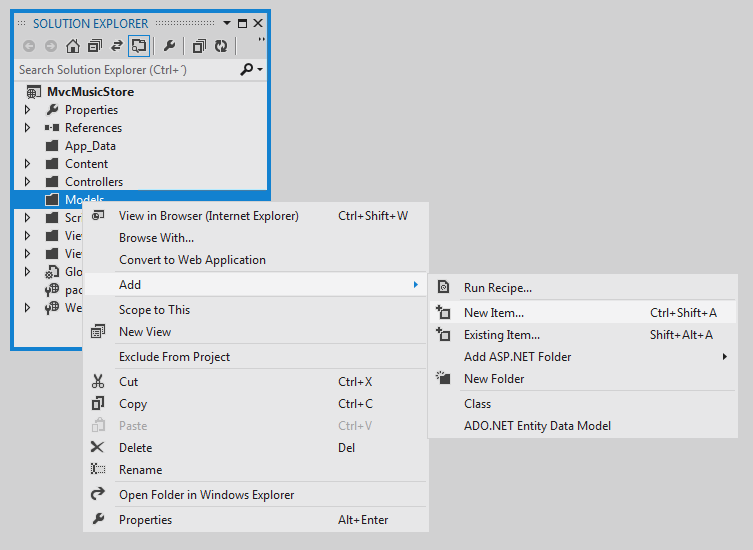 SOLUTION EXPLORER
Search Solution Explorer (Ctrl+´)
MvcMusicStore
Properties
References
App_Data
Content
Controllers
Models
Scr
Vie
Vie
Glo
pac
We
View in Browser (Internet Explorer) Ctrl+Shift+W
Browse With...
Convert to Web Application
Add
Scope to This
New View
Exclude From Project
Cut Ctrl+X
Copy Ctrl+C
Paste Ctrl+V
Delete Del
Rename
Open Folder in Windows Explorer
Properties Alt+Enter
Run Recipe...
New Item... Ctrl+Shift+A
Existing Item... Shift+Alt+A
Add ASP.NET Folder
New Folder
Class
ADO.NET Entity Data Model